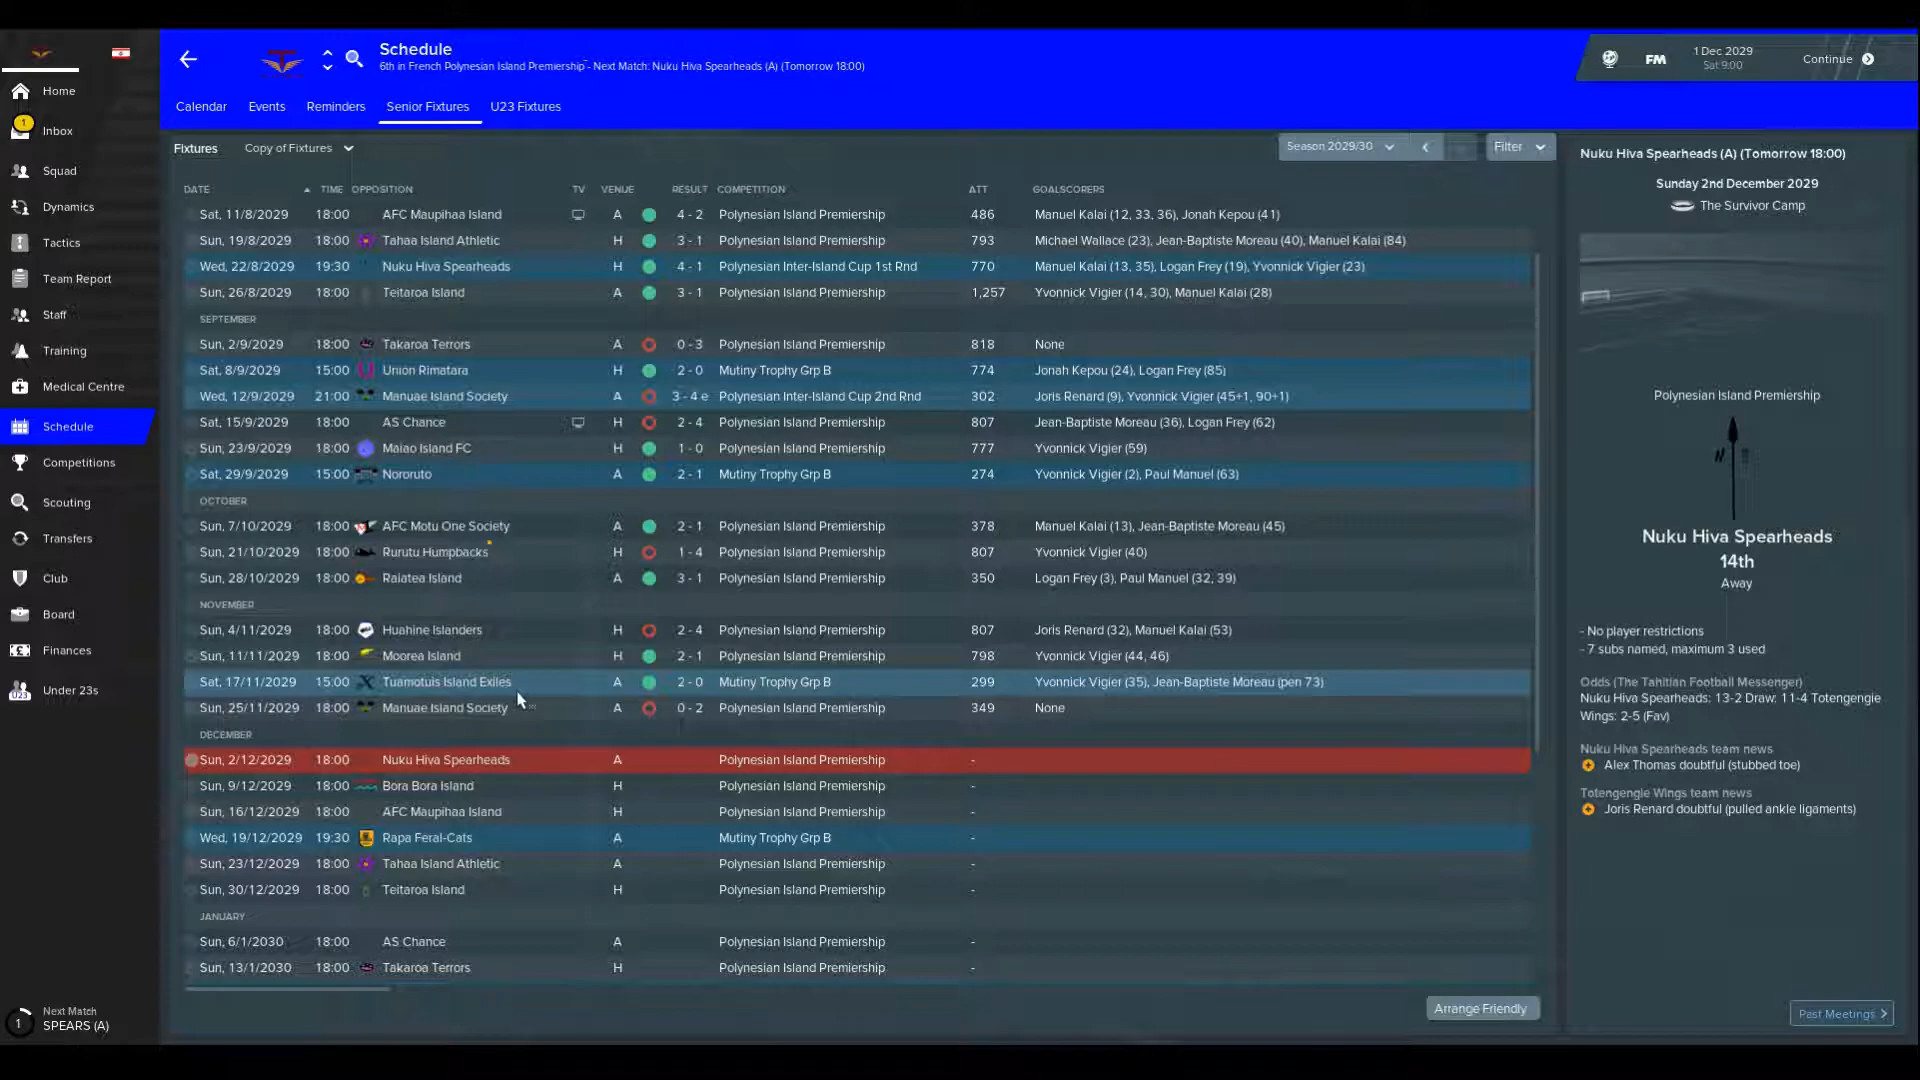 Schedule
6th in French Polynesian Island Premiership - Next Match: Nuku Hiva Spearheads (A) (Tomorrow 18:00)
FM
1 Dec 2029
Sat 9:00
Continue
Home
1
Inbox
Squad
Dynamics
Tactics
Team Report
Staff
Training
Medical Centre
Schedule
Competitions
Scouting
Transfers
Club
Board
Finances
U23
Under 23s
1
Next Match
SPEARS (A)
Calendar Events Reminders Senior Fixtures U23 Fixtures
Fixtures Copy of Fixtures Season 2029/30 Filter
DATE TIME OPPOSITION TV VENUE RESULT COMPETITION ATT GOALSCORERS
Sat, 11/8/2029 18:00 AFC Maupihaa Island A 4 - 2 Polynesian Island Premiership 486 Manuel Kalai (12, 33, 36), Jonah Kepou (41)
Sun, 19/8/2029 18:00 Tahaa Island Athletic H 3 - 1 Polynesian Island Premiership 793 Michael Wallace (23), Jean-Baptiste Moreau (40), Manuel Kalai (84)
Wed, 22/8/2029 19:30 Nuku Hiva Spearheads H 4 - 1 Polynesian Inter-Island Cup 1st Rnd 770 Manuel Kalai (13, 35), Logan Frey (19), Yvonnick Vigier (23)
Sun, 26/8/2029 18:00 Teitaroa Island A 3 - 1 Polynesian Island Premiership 1,257 Yvonnick Vigier (14, 30), Manuel Kalai (28)
SEPTEMBER
Sun, 2/9/2029 18:00 Takaroa Terrors A 0 - 3 Polynesian Island Premiership 818 None
Sat, 8/9/2029 15:00 Union Rimatara H 2 - 0 Mutiny Trophy Grp B 774 Jonah Kepou (24), Logan Frey (85)
Wed, 12/9/2029 21:00 Manuae Island Society A 3 - 4 e Polynesian Inter-Island Cup 2nd Rnd 302 Joris Renard (9), Yvonnick Vigier (45+1, 90+1)
Sat, 15/9/2029 18:00 AS Chance H 2 - 4 Polynesian Island Premiership 807 Jean-Baptiste Moreau (36), Logan Frey (62)
Sun, 23/9/2029 18:00 Maiao Island FC H 1 - 0 Polynesian Island Premiership 777 Yvonnick Vigier (59)
Sat, 29/9/2029 15:00 Nororuto A 2 - 1 Mutiny Trophy Grp B 274 Yvonnick Vigier (2), Paul Manuel (63)
OCTOBER
Sun, 7/10/2029 18:00 AFC Motu One Society A 2 - 1 Polynesian Island Premiership 378 Manuel Kalai (13), Jean-Baptiste Moreau (45)
Sun, 21/10/2029 18:00 Rurutu Humpbacks H 1 - 4 Polynesian Island Premiership 807 Yvonnick Vigier (40)
Sun, 28/10/2029 18:00 Raiatea Island A 3 - 1 Polynesian Island Premiership 350 Logan Frey (3), Paul Manuel (32, 39)
NOVEMBER
Sun, 4/11/2029 18:00 Huahine Islanders H 2 - 4 Polynesian Island Premiership 807 Joris Renard (32), Manuel Kalai (53)
Sun, 11/11/2029 18:00 Moorea Island H 2 - 1 Polynesian Island Premiership 798 Yvonnick Vigier (44, 46)
Sat, 17/11/2029 15:00 Tuamotuis Island Exiles A 2 - 0 Mutiny Trophy Grp B 299 Yvonnick Vigier (35), Jean-Baptiste Moreau (pen 73)
Sun, 25/11/2029 18:00 Manuae Island Society A 0 - 2 Polynesian Island Premiership 349 None
DECEMBER
Sun, 2/12/2029 18:00 Nuku Hiva Spearheads A Polynesian Island Premiership -
Sun, 9/12/2029 18:00 Bora Bora Island H Polynesian Island Premiership -
Sun, 16/12/2029 18:00 AFC Maupihaa Island H Polynesian Island Premiership -
Wed, 19/12/2029 19:30 Rapa Feral-Cats A Mutiny Trophy Grp B -
Sun, 23/12/2029 18:00 Tahaa Island Athletic A Polynesian Island Premiership -
Sun, 30/12/2029 18:00 Teitaroa Island H Polynesian Island Premiership -
JANUARY
Sun, 6/1/2030 18:00 AS Chance A Polynesian Island Premiership -
Sun, 13/1/2030 18:00 Takaroa Terrors H Polynesian Island Premiership -
Arrange Friendly
Nuku Hiva Spearheads (A) (Tomorrow 18:00)
Sunday 2nd December 2029
The Survivor Camp
Polynesian Island Premiership
N
Nuku Hiva Spearheads
14th
Away
- No player restrictions
- 7 subs named, maximum 3 used
Odds (The Tahitian Football Messenger)
Nuku Hiva Spearheads: 13-2 Draw: 11-4 Totengengie
Wings: 2-5 (Fav)
Nuku Hiva Spearheads team news
Alex Thomas doubtful (stubbed toe)
Totengengie Wings team news
Joris Renard doubtful (pulled ankle ligaments)
Past Meetings